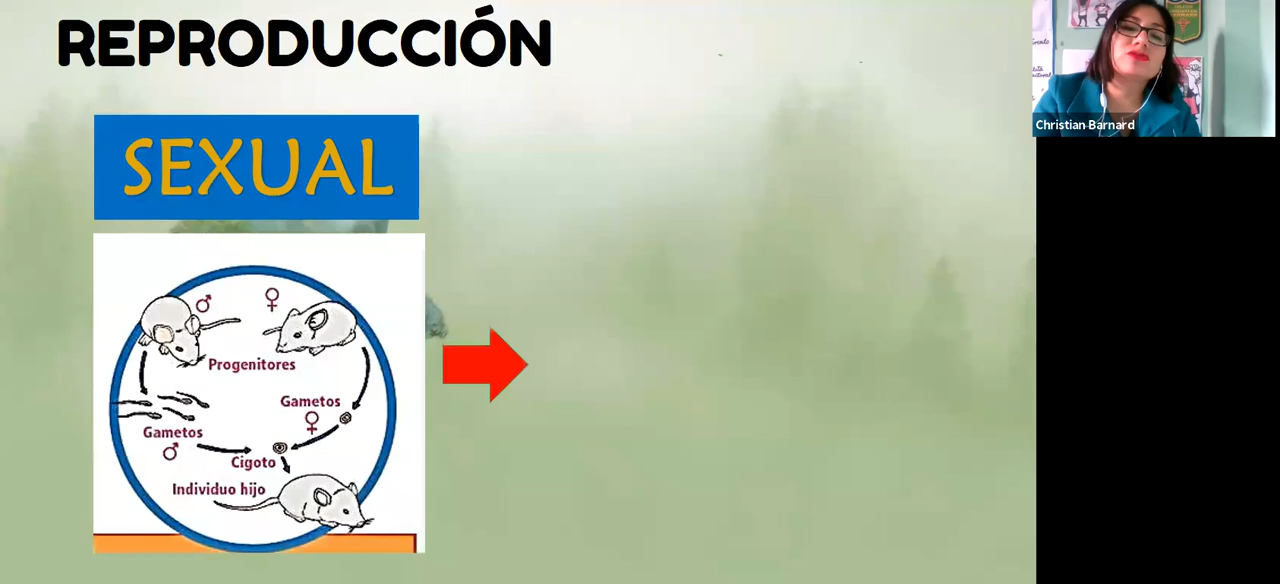 REPRODUCCIÓN
SEXUAL
Progenitores
Gametos
Gametos
Cigoto
Individuo hijo
Christian Barnard